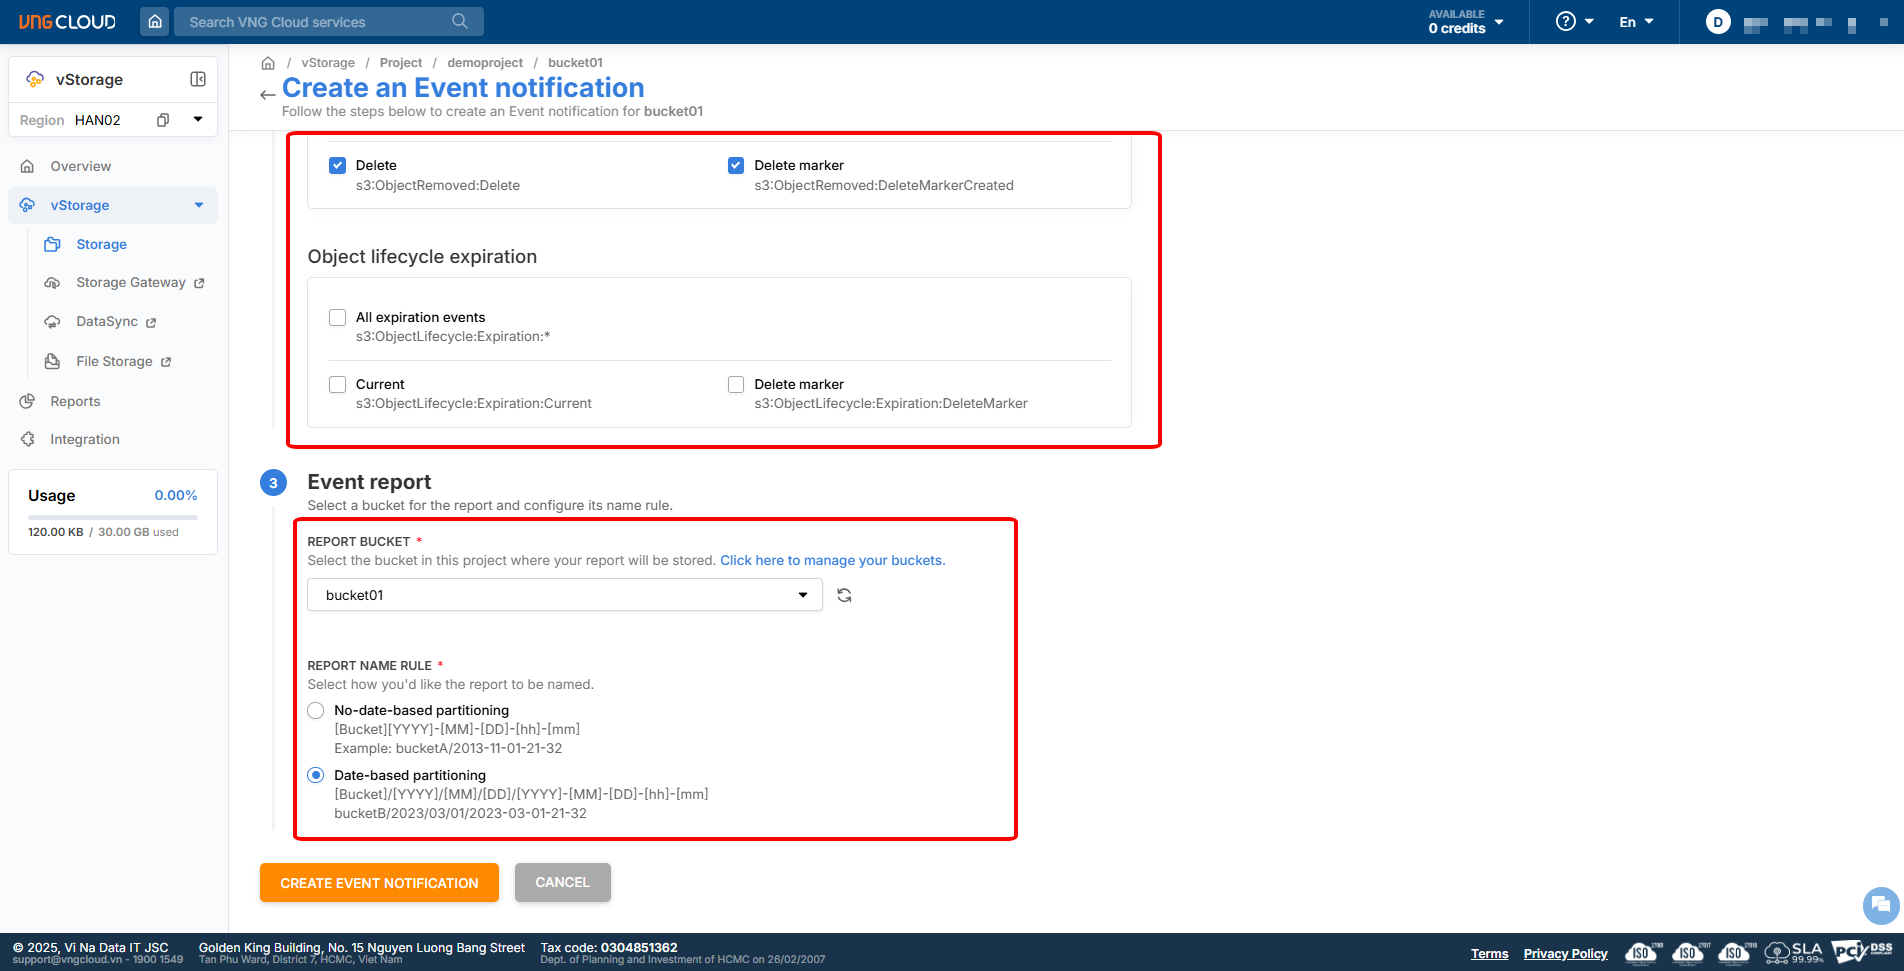 VNG CLOUD
Search VNG Cloud services
AVAILABLE
0 credits
?
En
D
vStorage
Region HAN02
Overview
vStorage
Storage
Storage Gateway
DataSync
File Storage
Reports
Integration
Usage 0.00%
120.00 KB / 30.00 GB used
/ vStorage / Project / demoproject / bucket01
Create an Event notification
Follow the steps below to create an Event notification for bucket01
Delete
s3:ObjectRemoved:Delete
Delete marker
s3:ObjectRemoved:DeleteMarkerCreated
Object lifecycle expiration
All expiration events
s3:ObjectLifecycle:Expiration:*
Current
s3:ObjectLifecycle:Expiration:Current
Delete marker
s3:ObjectLifecycle:Expiration:DeleteMarker
3 Event report
Select a bucket for the report and configure its name rule.
REPORT BUCKET *
Select the bucket in this project where your report will be stored. Click here to manage your buckets.
bucket01
REPORT NAME RULE *
Select how you'd like the report to be named.
No-date-based partitioning
[Bucket][YYYY]-[MM]-[DD]-[hh]-[mm]
Example: bucketA/2013-11-01-21-32
Date-based partitioning
[Bucket]/[YYYY]/[MM]/[DD]/[YYYY]-[MM]-[DD]-[hh]-[mm]
bucketB/2023/03/01/2023-03-01-21-32
CREATE EVENT NOTIFICATION
CANCEL
© 2025, Vi Na Data IT JSC
support@vngcloud.vn - 1900 1549
Golden King Building, No. 15 Nguyen Luong Bang Street
Tan Phu Ward, District 7, HCMC, Viet Nam
Tax code: 0304851362
Dept. of Planning and Investment of HCMC on 26/02/2007
Terms
Privacy Policy
ISO
ISO
ISO
SLA
99.99%
PCI DSS